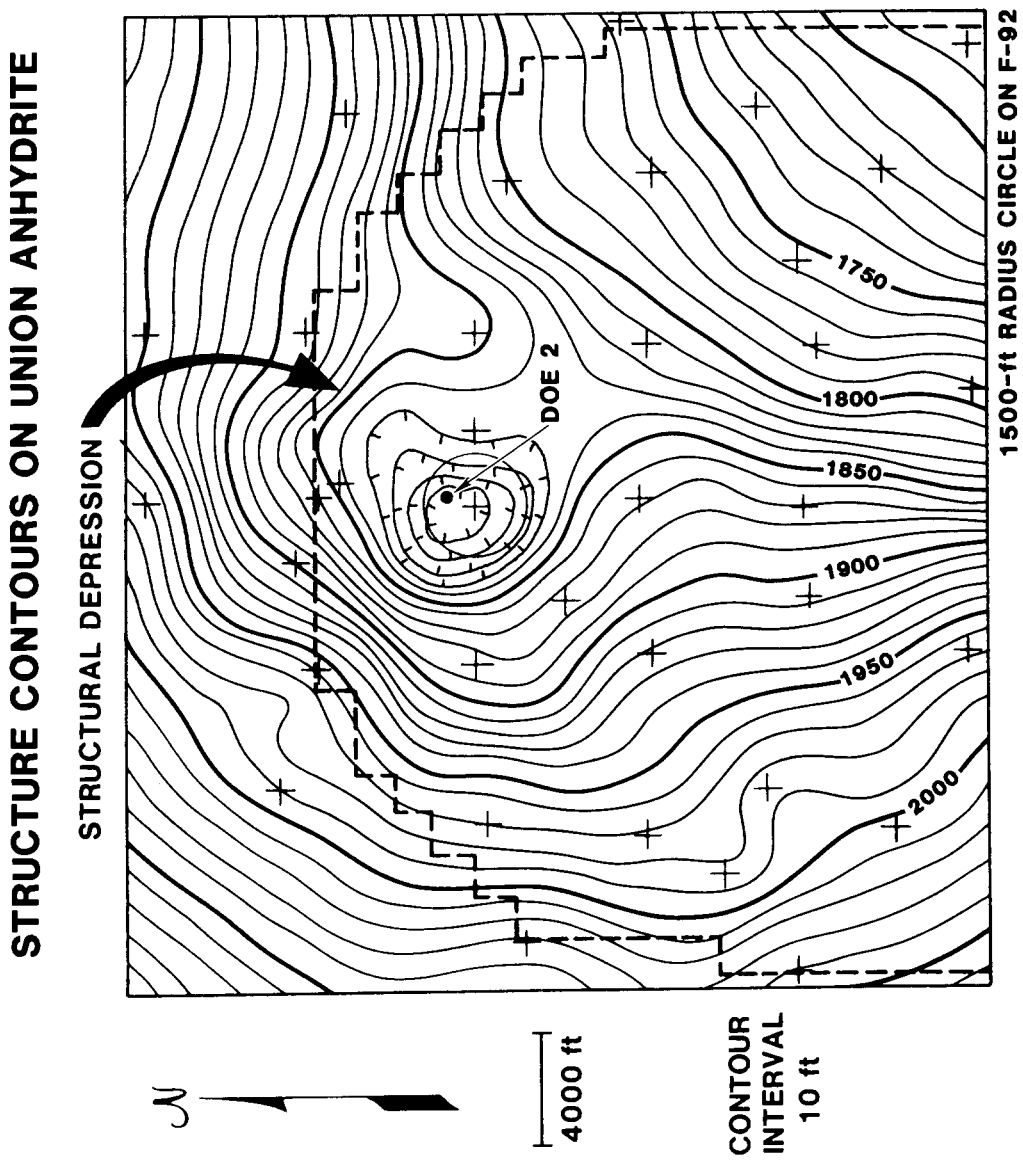 STRUCTURE CONTOURS ON UNION ANHYDRITE
STRUCTURAL DEPRESSION
DOE 2
1750
1800
1850
1900
1950
2000
1500-ft RADIUS CIRCLE ON F-92
N
4000 ft
CONTOUR
INTERVAL
10 ft